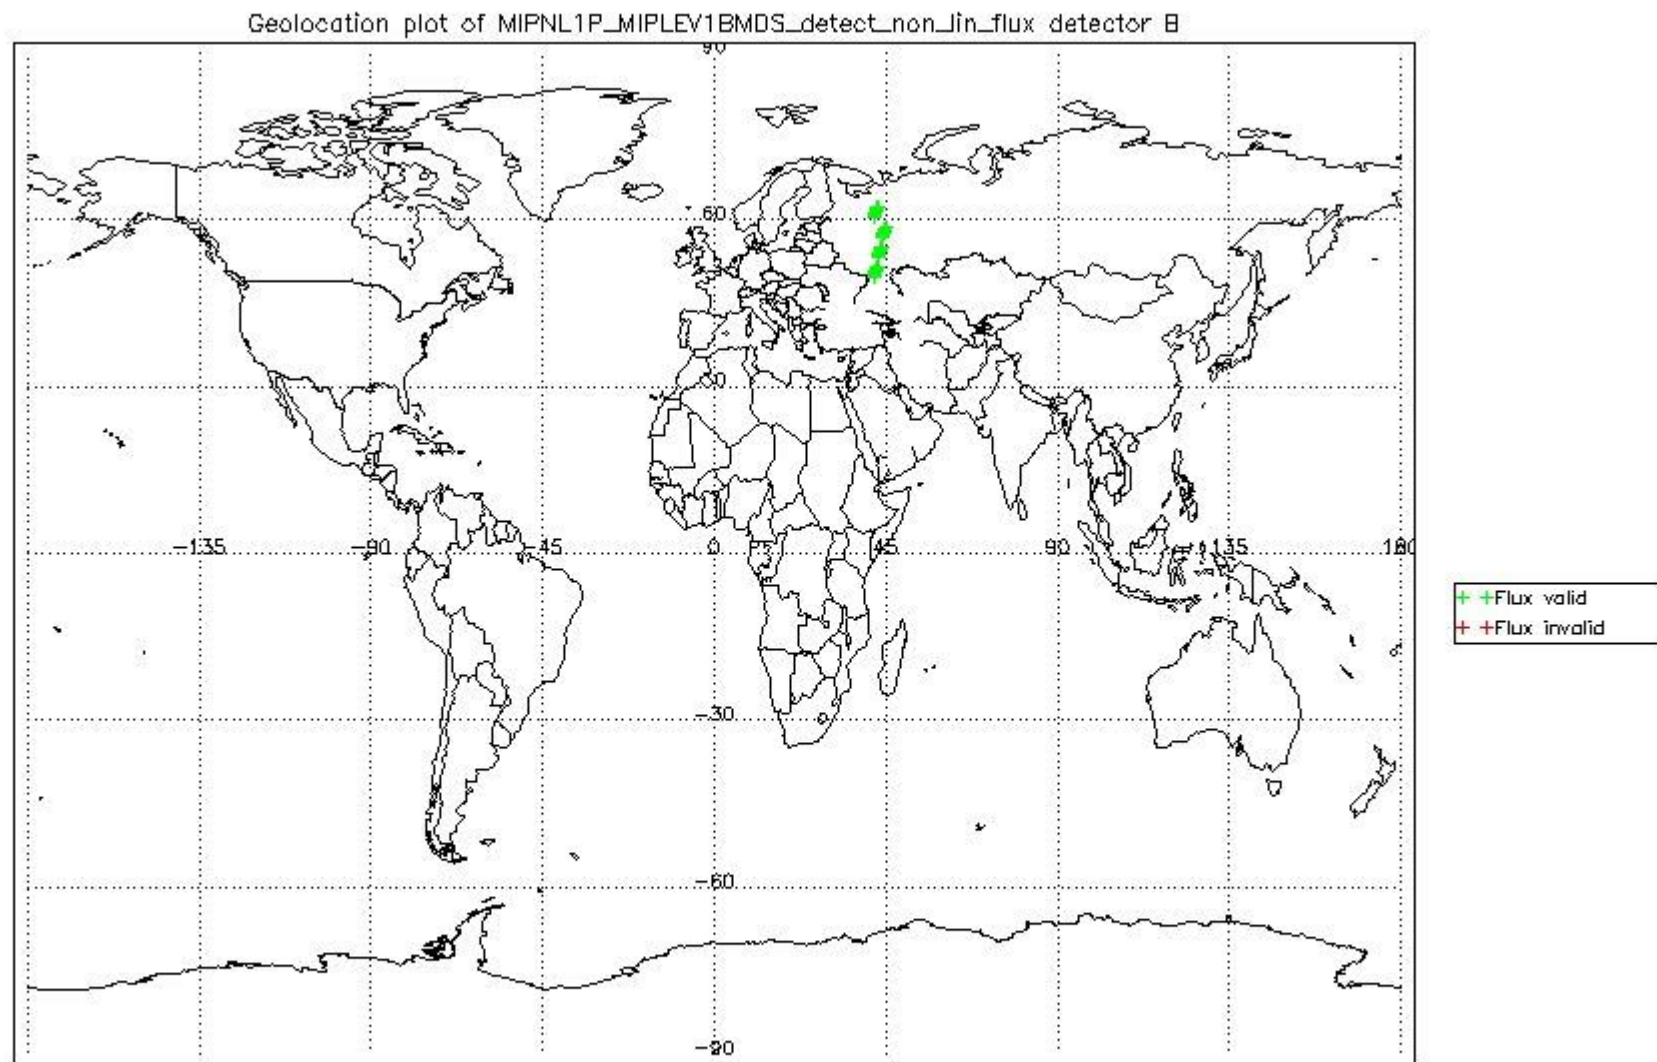 Geolocation plot of MIPNL1P_MIPLEV1BMDS_detect_non_lin_flux detector B
90
60
30
-135 -90 -45 0 45 90 135 180
-30
-60
-90
Flux valid
Flux invalid